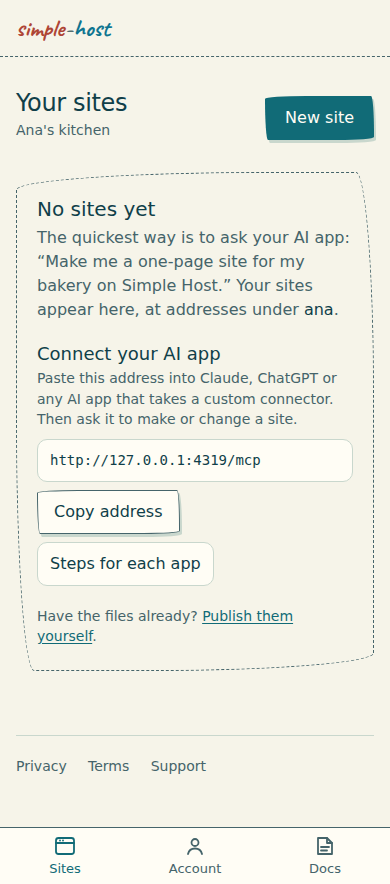 simple-host
Your sites
Ana's kitchen
New site
No sites yet
The quickest way is to ask your AI app:
“Make me a one-page site for my
bakery on Simple Host.” Your sites
appear here, at addresses under ana.
Connect your AI app
Paste this address into Claude, ChatGPT or
any AI app that takes a custom connector.
Then ask it to make or change a site.
http://127.0.0.1:4319/mcp
Copy address
Steps for each app
Have the files already? Publish them
yourself.
Privacy Terms Support
Sites Account Docs